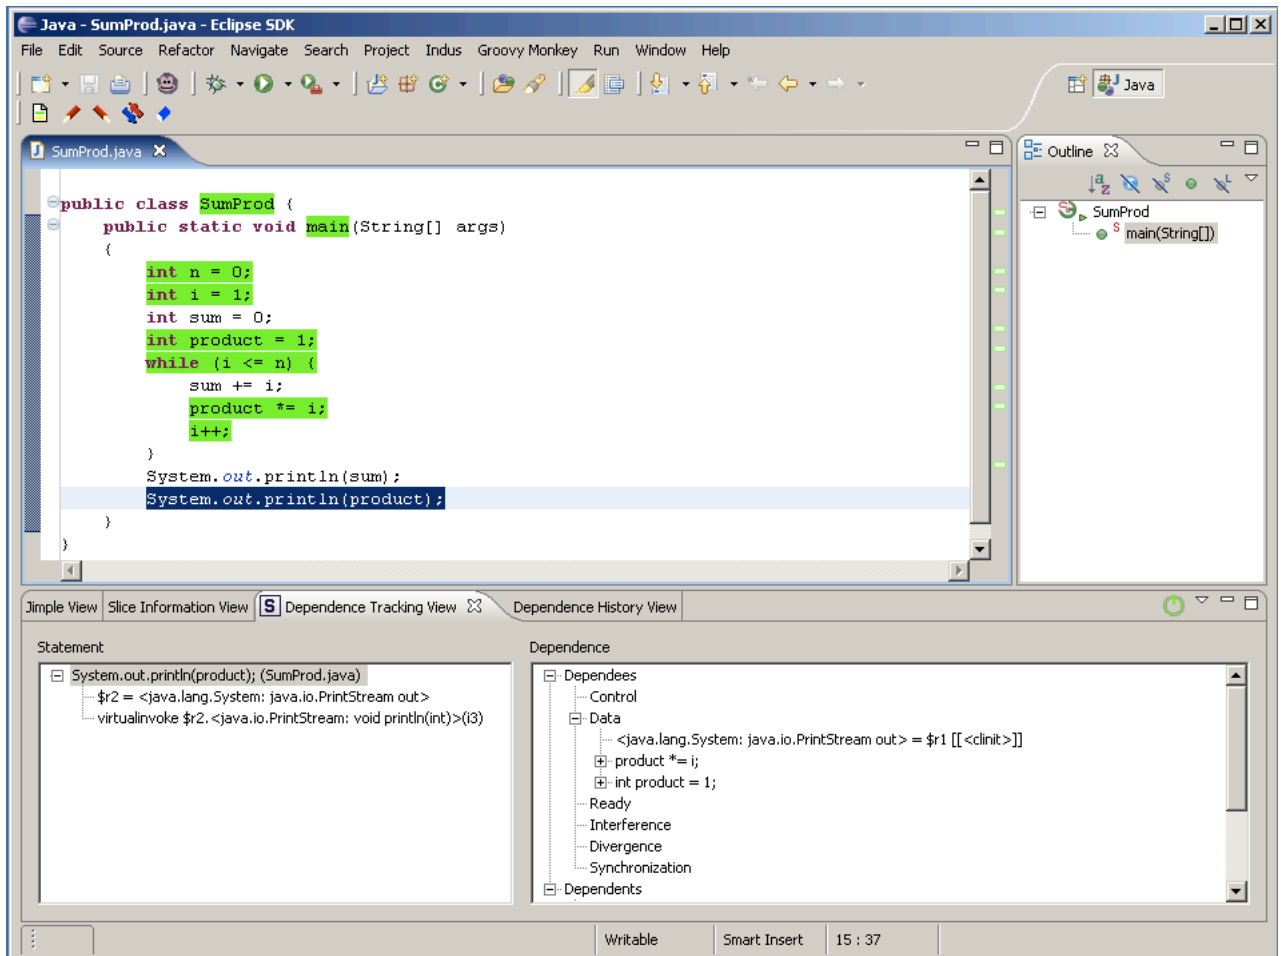 Java - SumProd.java - Eclipse SDK
File Edit Source Refactor Navigate Search Project Indus Groovy Monkey Run Window Help
Java
SumProd.java
public class SumProd {
public static void main(String[] args)
{
int n = 0;
int i = 1;
int sum = 0;
int product = 1;
while (i <= n) {
sum += i;
product *= i;
i++;
}
System.out.println(sum);
System.out.println(product);
}
}
Outline
SumProd
main(String[])
Jimple View Slice Information View S Dependence Tracking View Dependence History View
Statement
System.out.println(product); (SumProd.java)
$r2 = <java.lang.System: java.io.PrintStream out>
virtualinvoke $r2.<java.io.PrintStream: void println(int)>(i3)
Dependence
Dependees
Control
Data
<java.lang.System: java.io.PrintStream out> = $r1 [[<clinit>]]
product *= i;
int product = 1;
Ready
Interference
Divergence
Synchronization
Dependents
Writable Smart Insert 15 : 37